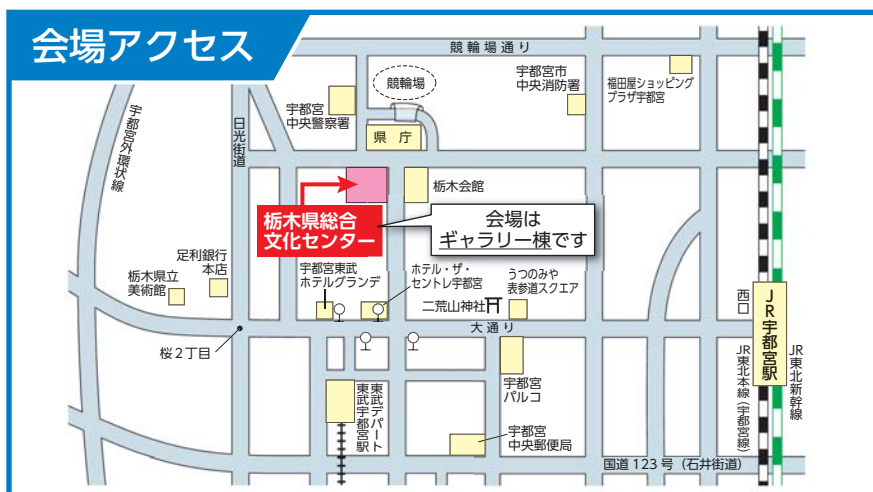 会場アクセス
競輪場通り
競輪場
宇都宮
中央警察署
県庁
宇都宮市
中央消防署
福田屋ショッピング
プラザ宇都宮
宇都宮外環状線
日光街道
栃木会館
栃木県総合
文化センター
会場は
ギャラリー棟です
足利銀行
本店
栃木県立
美術館
宇都宮東武
ホテルグランデ
ホテル・ザ・
セントレ宇都宮
うつのみや
表参道スクエア
二荒山神社
大通り
西口
JR宇都宮駅
桜2丁目
東武デパート
東武宇都宮駅
宇都宮
パルコ
JR東北本線(宇都宮線)
JR東北新幹線
宇都宮
中央郵便局
国道123号(石井街道)